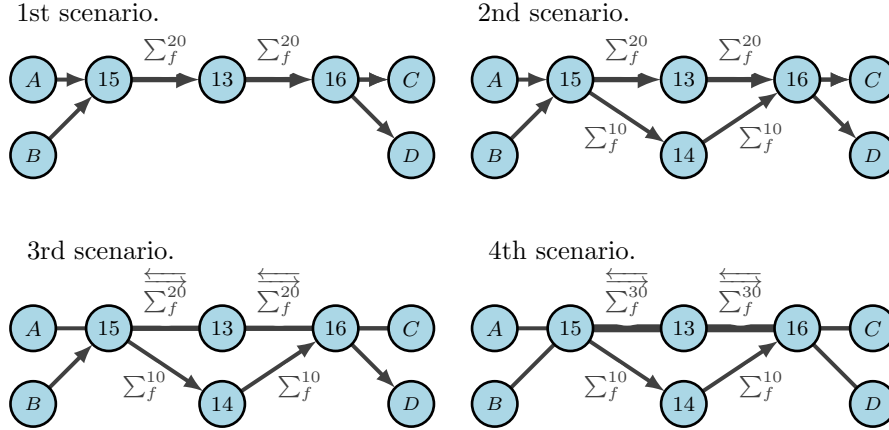 1st scenario.
∑_f^20 ∑_f^20
A 15 13 16 C
B D
2nd scenario.
∑_f^20 ∑_f^20
A 15 13 16 C
∑_f^10 ∑_f^10
B 14 D
3rd scenario.
∑_f^20 ∑_f^20
A 15 13 16 C
∑_f^10 ∑_f^10
B 14 D
4th scenario.
∑_f^30 ∑_f^30
A 15 13 16 C
∑_f^10 ∑_f^10
B 14 D